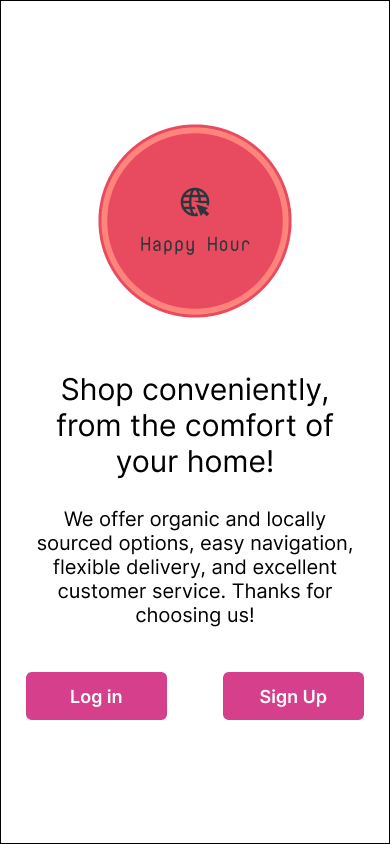 Happy Hour
Shop conveniently,
from the comfort of
your home!
We offer organic and locally
sourced options, easy navigation,
flexible delivery, and excellent
customer service. Thanks for
choosing us!
Log in
Sign Up